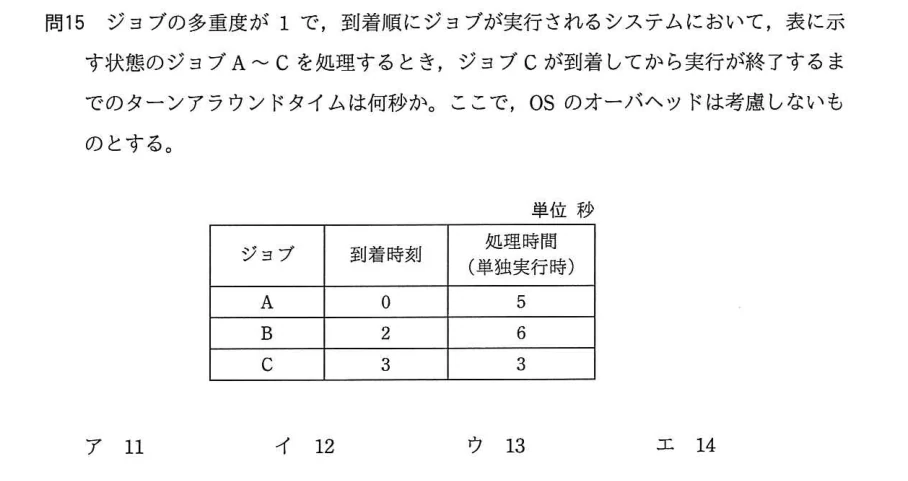 問15 ジョブの多重度が 1 で，到着順にジョブが実行されるシステムにおいて，表に示
す状態のジョブ A ～ C を処理するとき，ジョブ C が到着してから実行が終了するま
でのターンアラウンドタイムは何秒か。ここで，OS のオーバヘッドは考慮しないも
のとする。
単位 秒
ジョブ 到着時刻 処理時間
（単独実行時）
A 0 5
B 2 6
C 3 3
ア 11 イ 12 ウ 13 エ 14